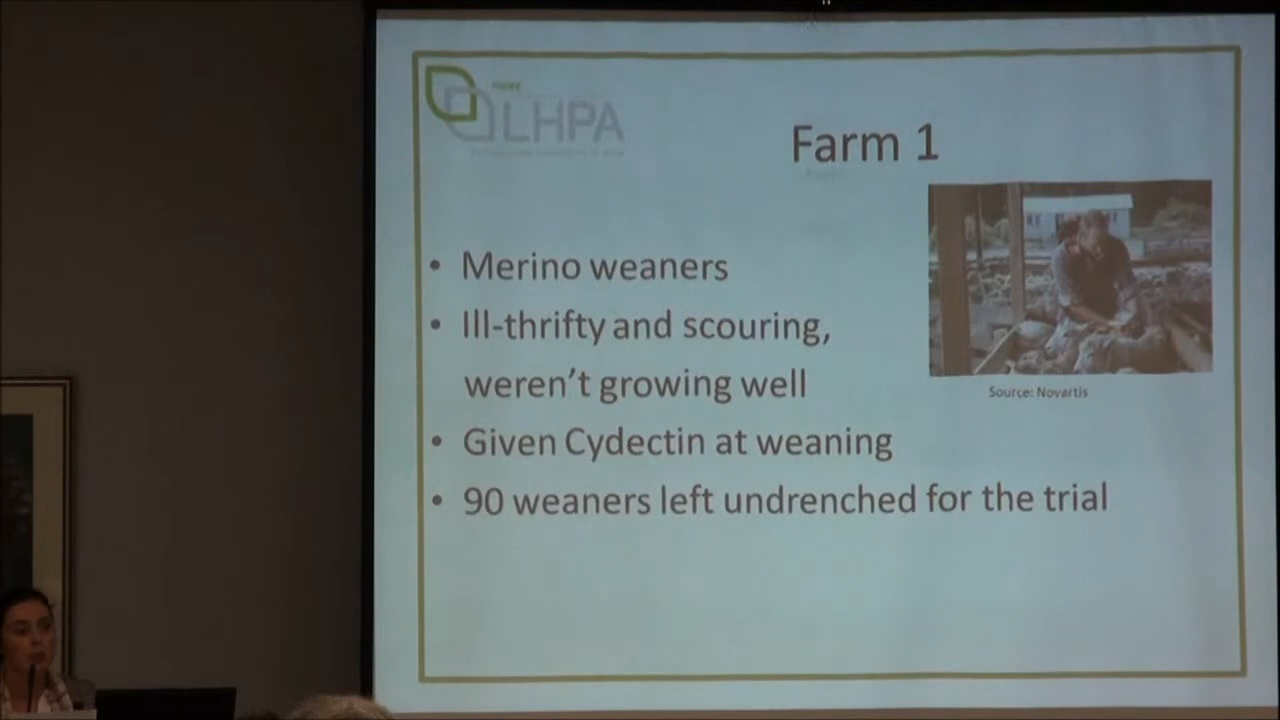 LHPA
Farm 1
• Merino weaners
• Ill-thrifty and scouring,
weren't growing well
Source: Novartis
• Given Cydectin at weaning
• 90 weaners left undrenched for the trial